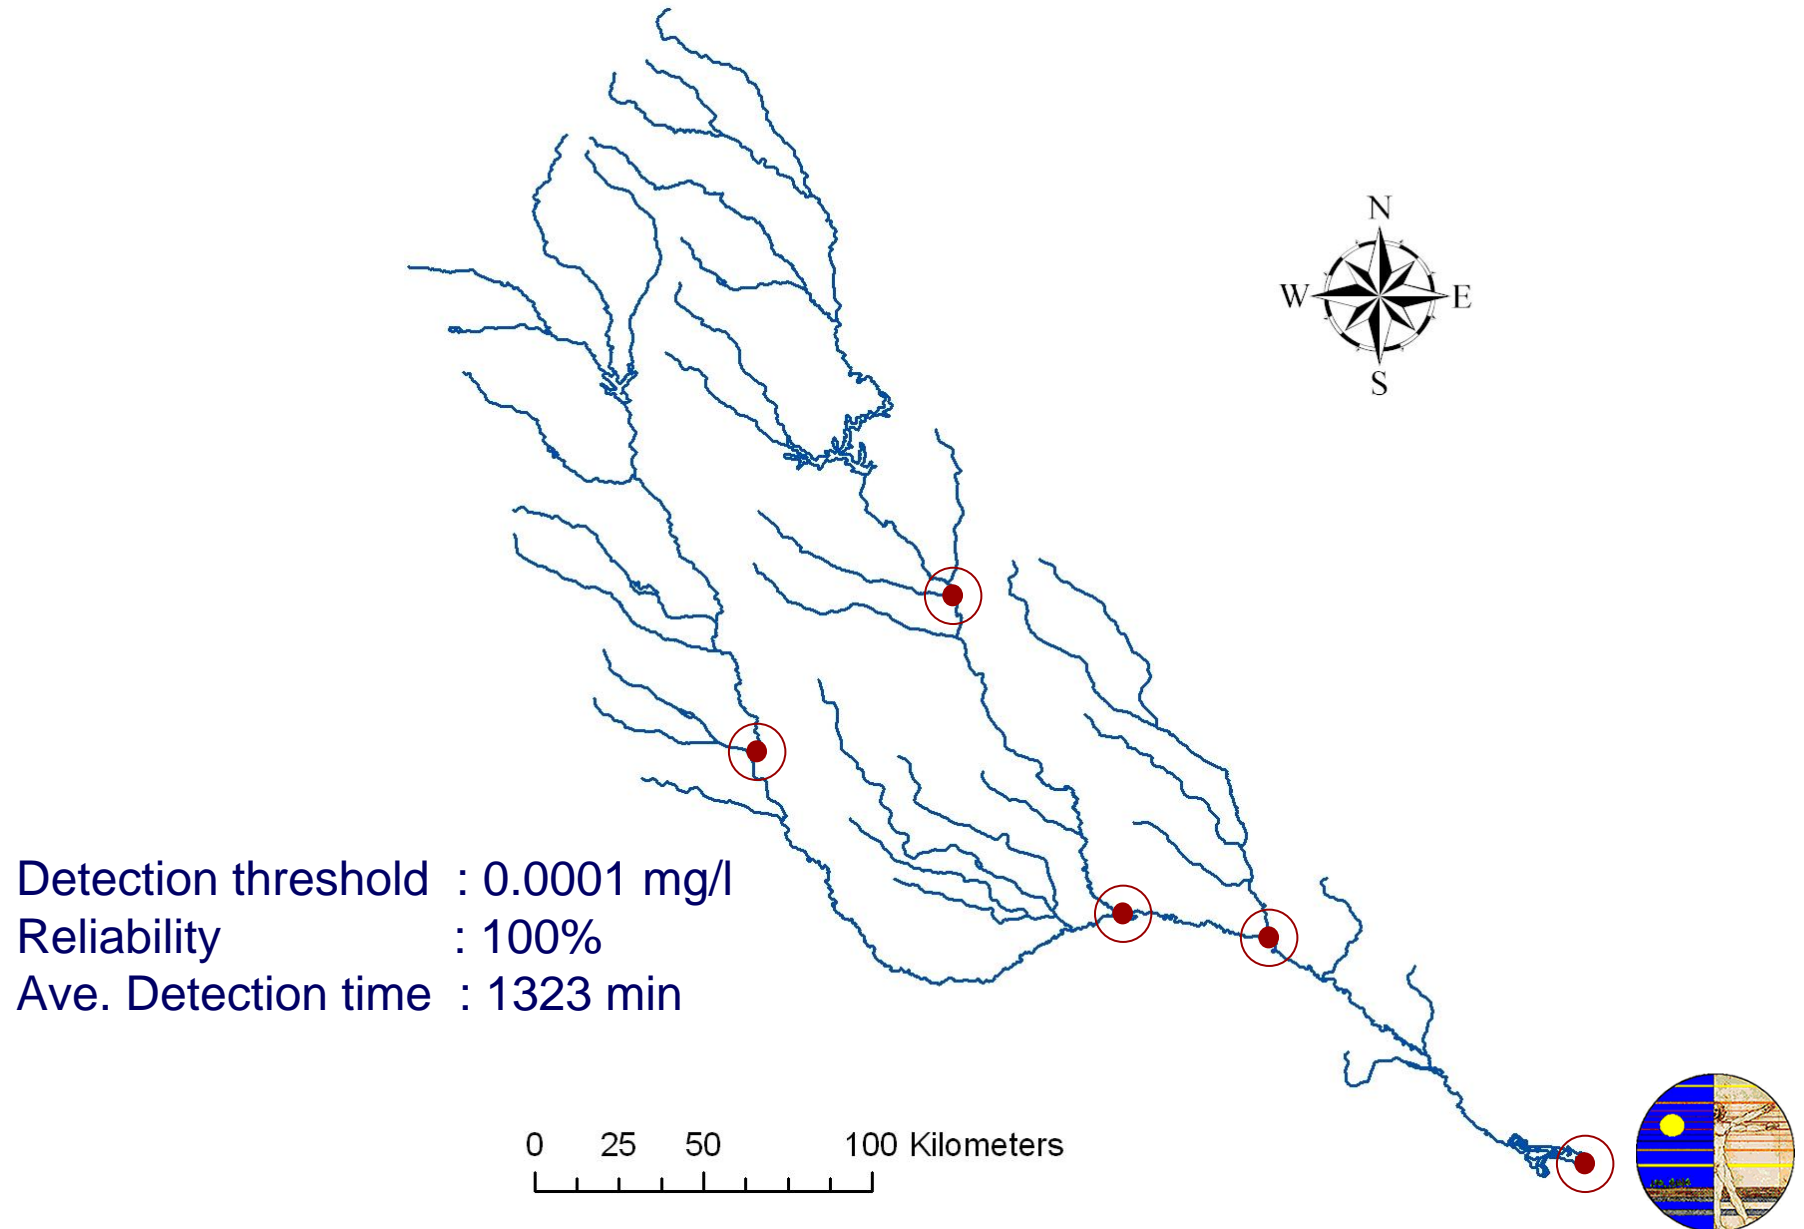 N
W E
S
Detection threshold : 0.0001 mg/l
Reliability : 100%
Ave. Detection time : 1323 min
0 25 50 100 Kilometers